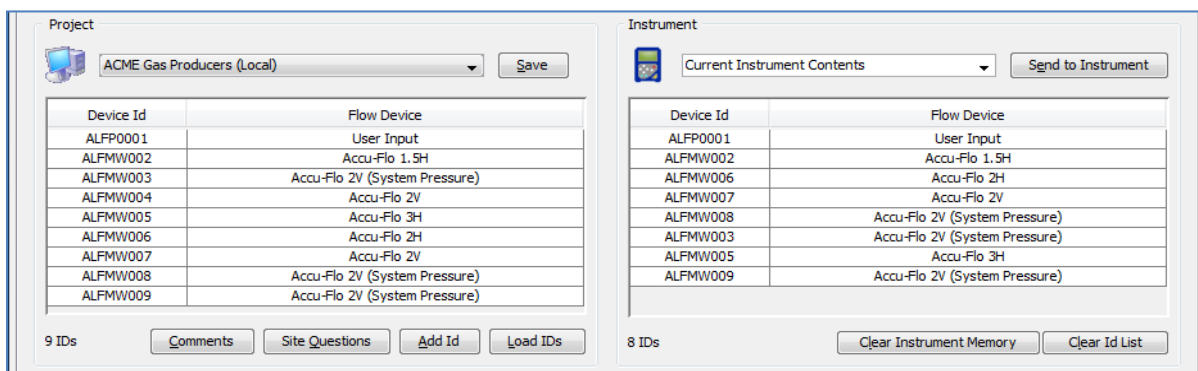 Project
ACME Gas Producers (Local)
Save
Device Id Flow Device
ALFP0001 User Input
ALFMW002 Accu-Flo 1.5H
ALFMW003 Accu-Flo 2V (System Pressure)
ALFMW004 Accu-Flo 2V
ALFMW005 Accu-Flo 3H
ALFMW006 Accu-Flo 2H
ALFMW007 Accu-Flo 2V
ALFMW008 Accu-Flo 2V (System Pressure)
ALFMW009 Accu-Flo 2V (System Pressure)
9 IDs Comments Site Questions Add Id Load IDs
Instrument
Current Instrument Contents
Send to Instrument
Device Id Flow Device
ALFP0001 User Input
ALFMW002 Accu-Flo 1.5H
ALFMW006 Accu-Flo 2H
ALFMW007 Accu-Flo 2V
ALFMW008 Accu-Flo 2V (System Pressure)
ALFMW003 Accu-Flo 2V (System Pressure)
ALFMW005 Accu-Flo 3H
ALFMW009 Accu-Flo 2V (System Pressure)
8 IDs Clear Instrument Memory Clear Id List